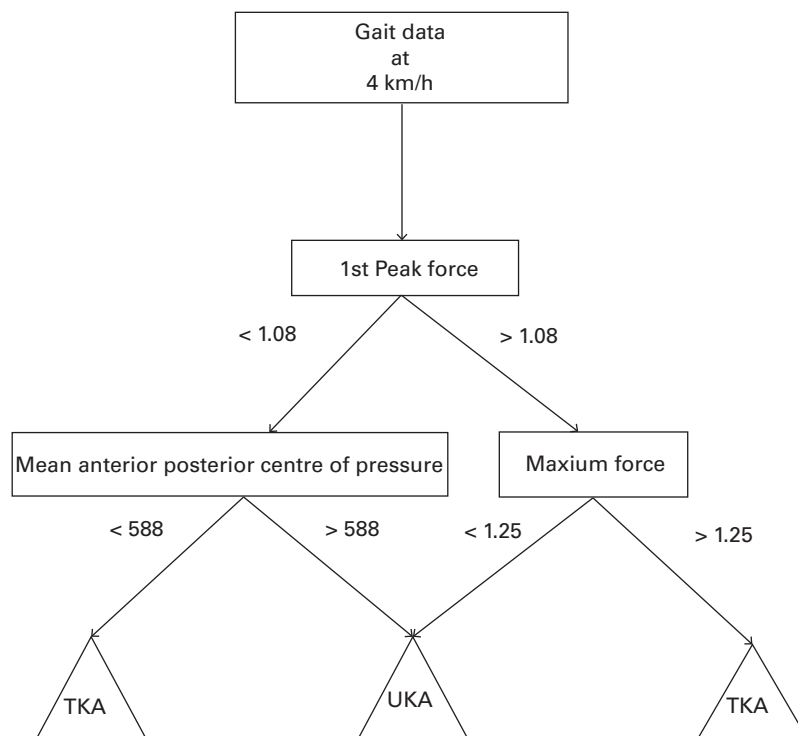 Gait data
at
4 km/h
1st Peak force
< 1.08
> 1.08
Mean anterior posterior centre of pressure
Maxium force
< 588
> 588
< 1.25
> 1.25
TKA
UKA
TKA